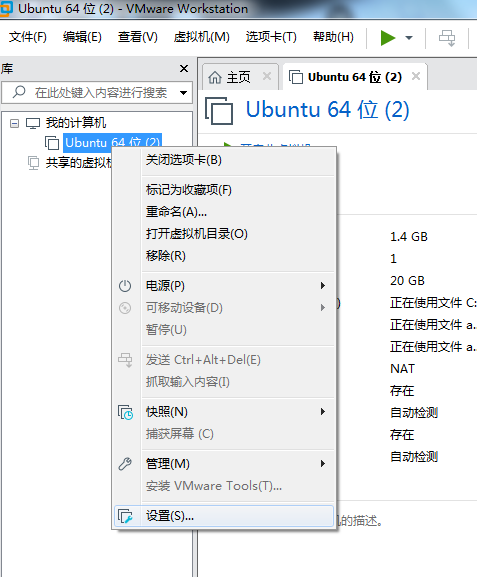 Ubuntu 64 位 (2) - VMware Workstation
文件(F) 编辑(E) 查看(V) 虚拟机(M) 选项卡(T) 帮助(H)
库
主页
Ubuntu 64 位 (2)
在此处键入内容进行搜索
Ubuntu 64 位 (2)
我的计算机
Ubuntu 64 位 (2)
共享的虚拟机
关闭选项卡(B)
标记为收藏项(F)
重命名(A)...
打开虚拟机目录(O)
移除(R)
电源(P)
可移动设备(D)
暂停(U)
发送 Ctrl+Alt+Del(E)
抓取输入内容(I)
快照(N)
捕获屏幕 (C)
管理(M)
安装 VMware Tools(T)...
设置(S)...
1.4 GB
1
20 GB
正在使用文件 C:
正在使用文件 a...
正在使用文件 a...
NAT
存在
自动检测
存在
自动检测
机的描述。